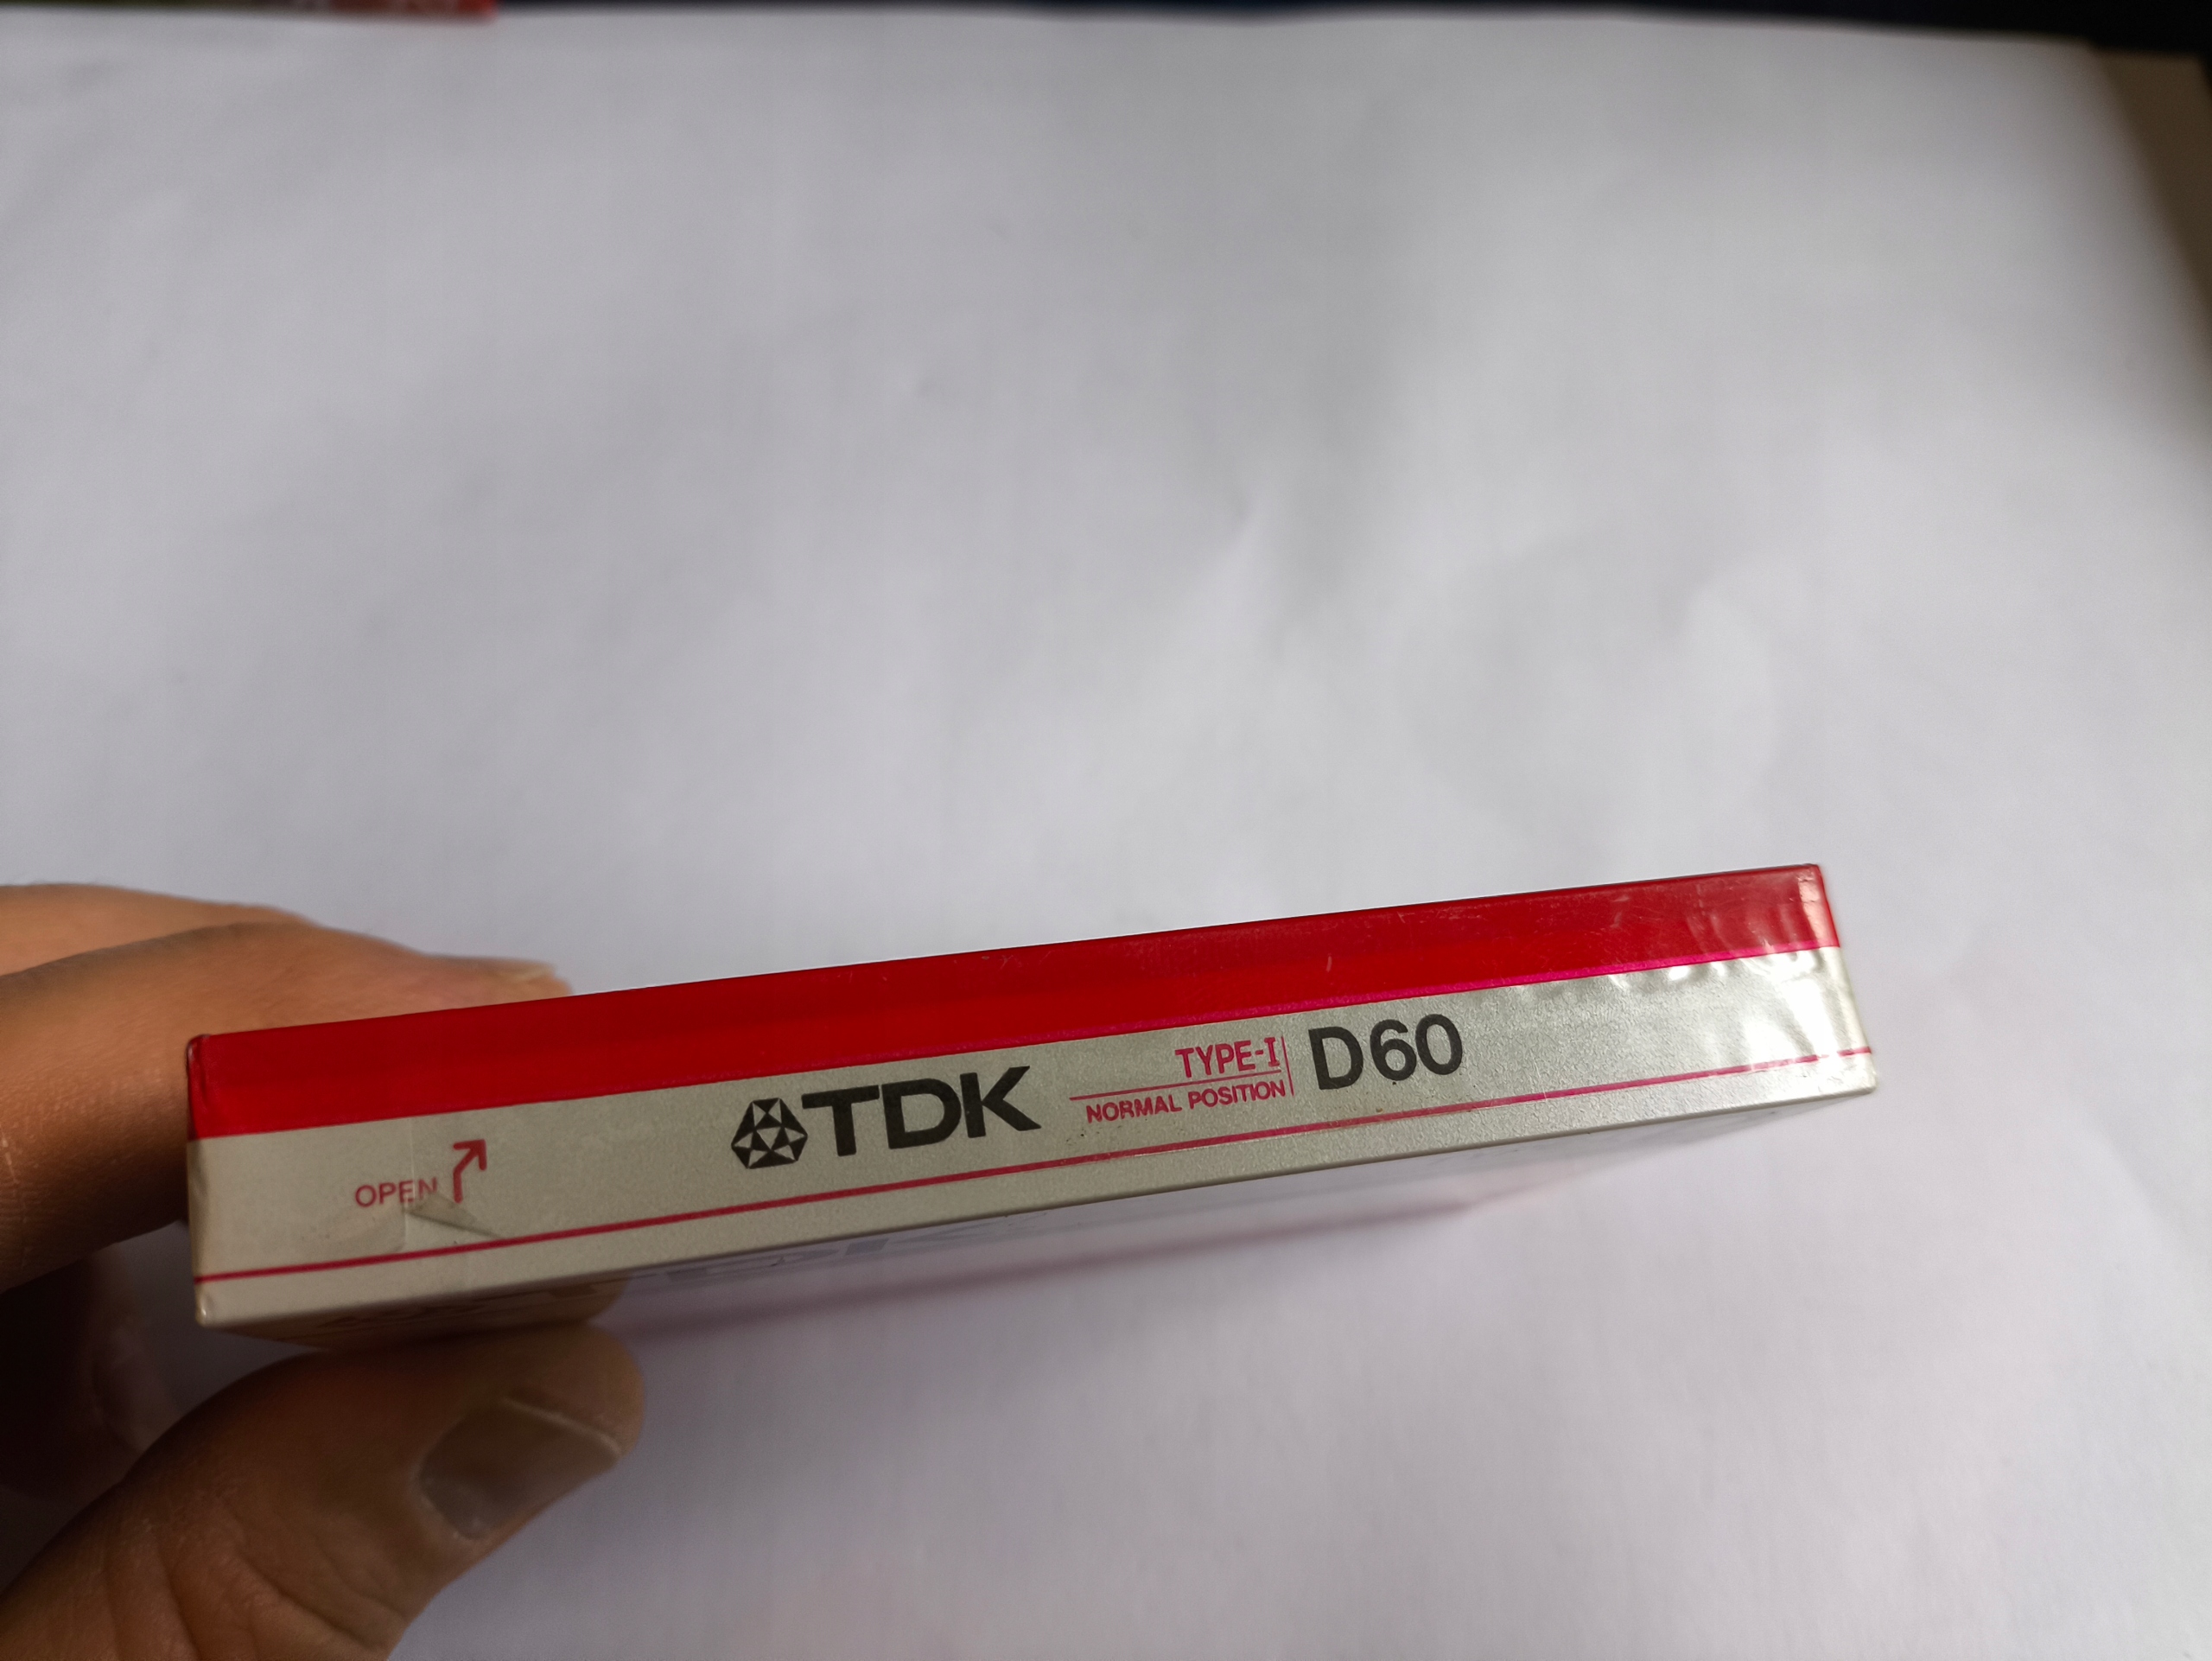 OPEN
TDK
TYPE-I
NORMAL POSITION
D60